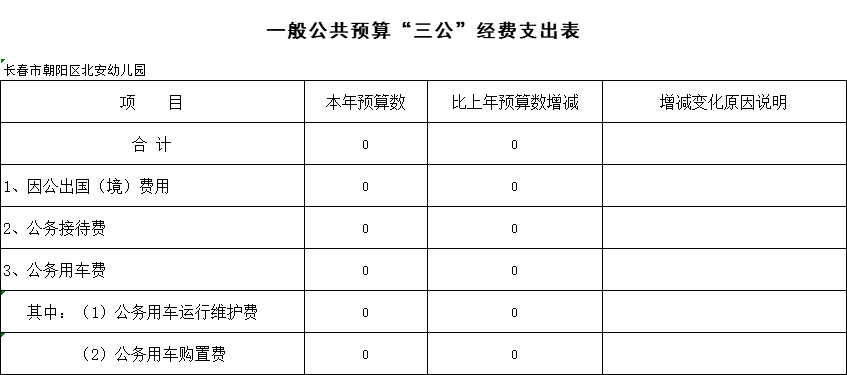 一般公共预算“三公”经费支出表
长春市朝阳区北安幼儿园
项 目 本年预算数 比上年预算数增减 增减变化原因说明
合 计 0 0
1、因公出国（境）费用 0 0
2、公务接待费 0 0
3、公务用车费 0 0
其中：（1）公务用车运行维护费 0 0
（2）公务用车购置费 0 0